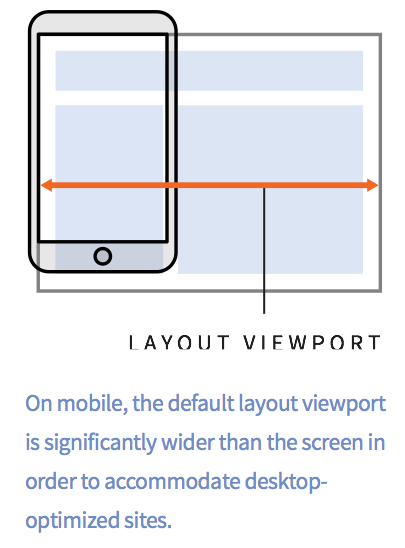 LAYOUT VIEWPORT
On mobile, the default layout viewport
is significantly wider than the screen in
order to accommodate desktop-
optimized sites.